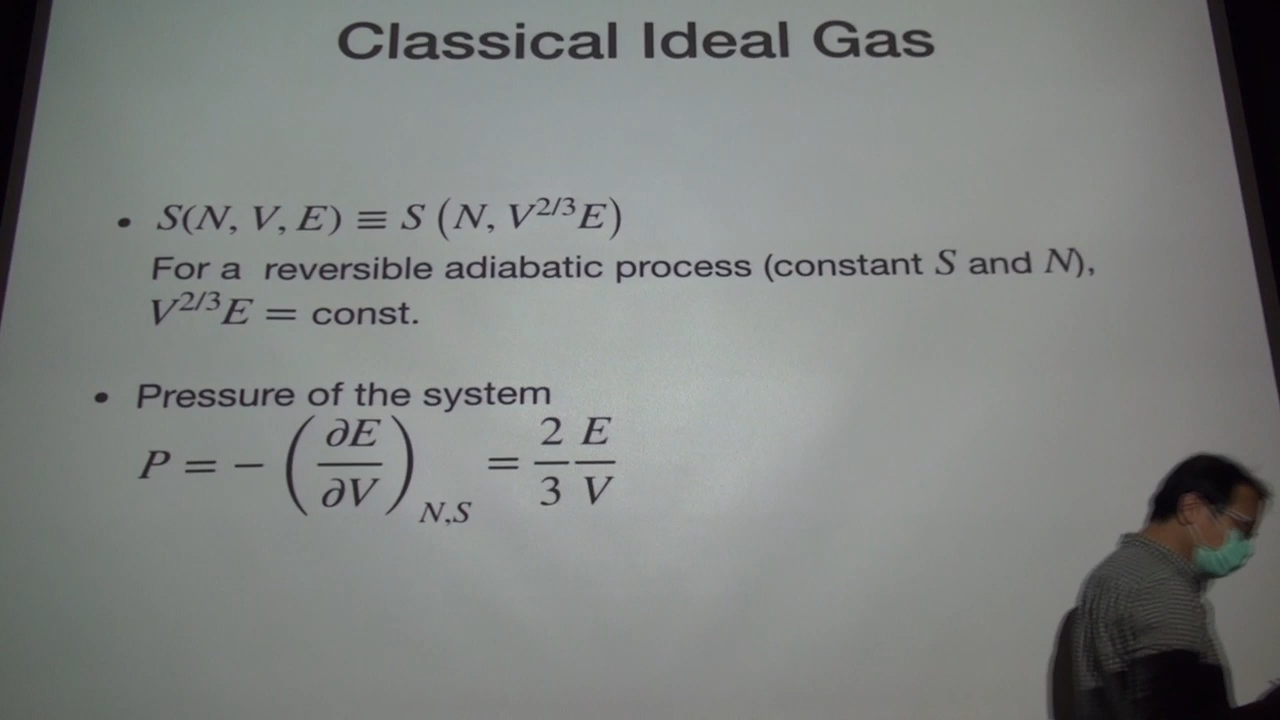 Classical Ideal Gas
• S(N, V, E) ≡ S (N, V^{2/3}E)
For a reversible adiabatic process (constant S and N),
V^{2/3}E = const.
• Pressure of the system
P = − (∂E/∂V)_{N,S} = 2/3 E/V